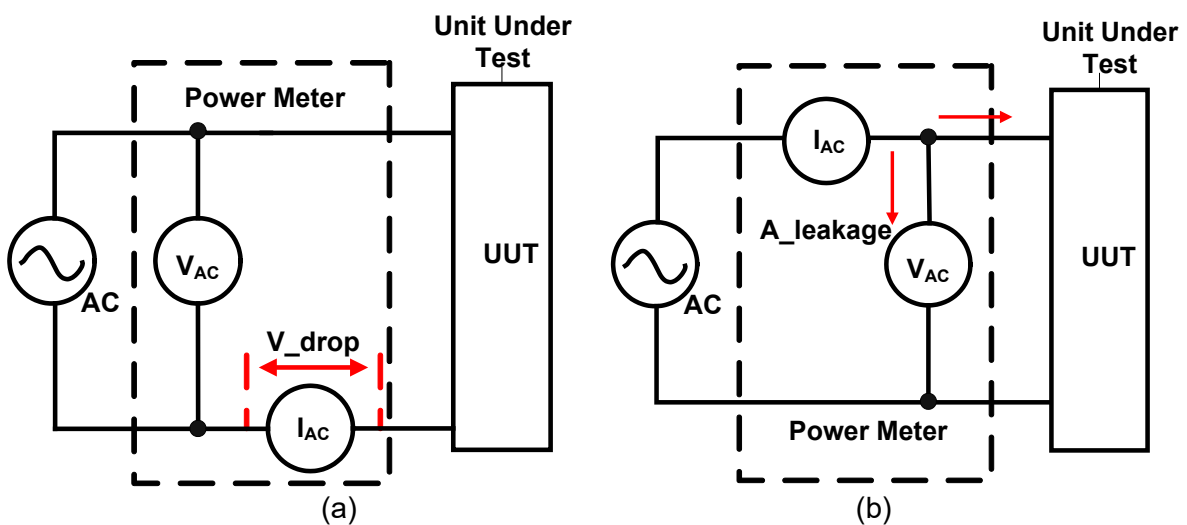 Unit Under
Test
Power Meter
V_AC
AC
UUT
V_drop
I_AC
(a)
Unit Under
Test
I_AC
A_leakage
V_AC
AC
UUT
Power Meter
(b)